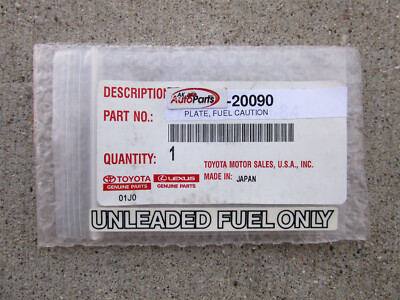 DESCRIPTION
AutoParts
-20090
PLATE, FUEL CAUTION
PART NO.:
QUANTITY: 1
TOYOTA MOTOR SALES, U.S.A., INC.
TOYOTA
GENUINE PARTS
LEXUS
GENUINE PARTS
MADE IN: JAPAN
01J0
UNLEADED FUEL ONLY